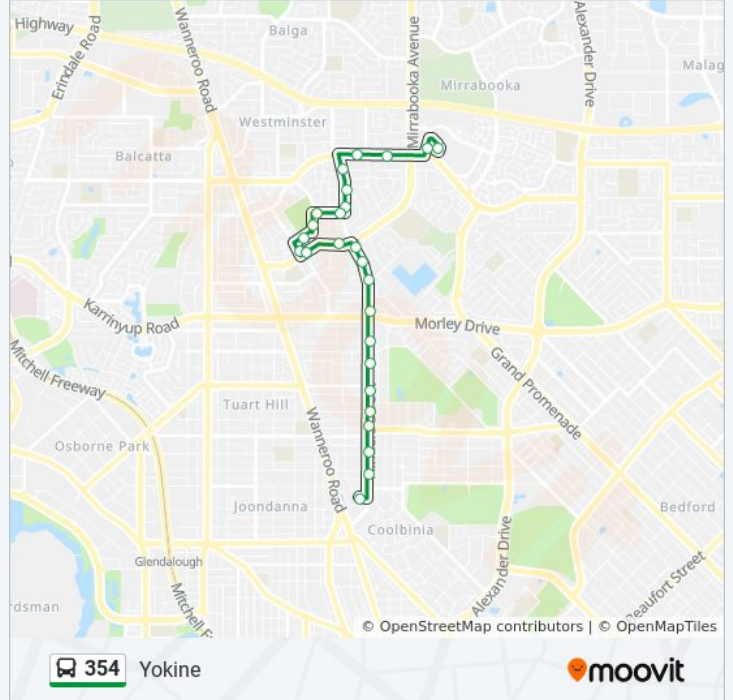 Highway
Erindale Road
Wanneroo Road
Balga
Mirrabooka Avenue
Alexander Drive
Malag
Mirrabooka
Westminster
Balcatta
Karrinyup Road
Morley Drive
Mitchell Freeway
Grand Promenade
Tuart Hill
Wanneroo Road
Osborne Park
Joondanna
Bedford
Coolbinia
Alexander Drive
Glendalough
Beaufort Street
rdsman
Mitchell F
© OpenStreetMap contributors | © OpenMapTiles
354 Yokine
moovit